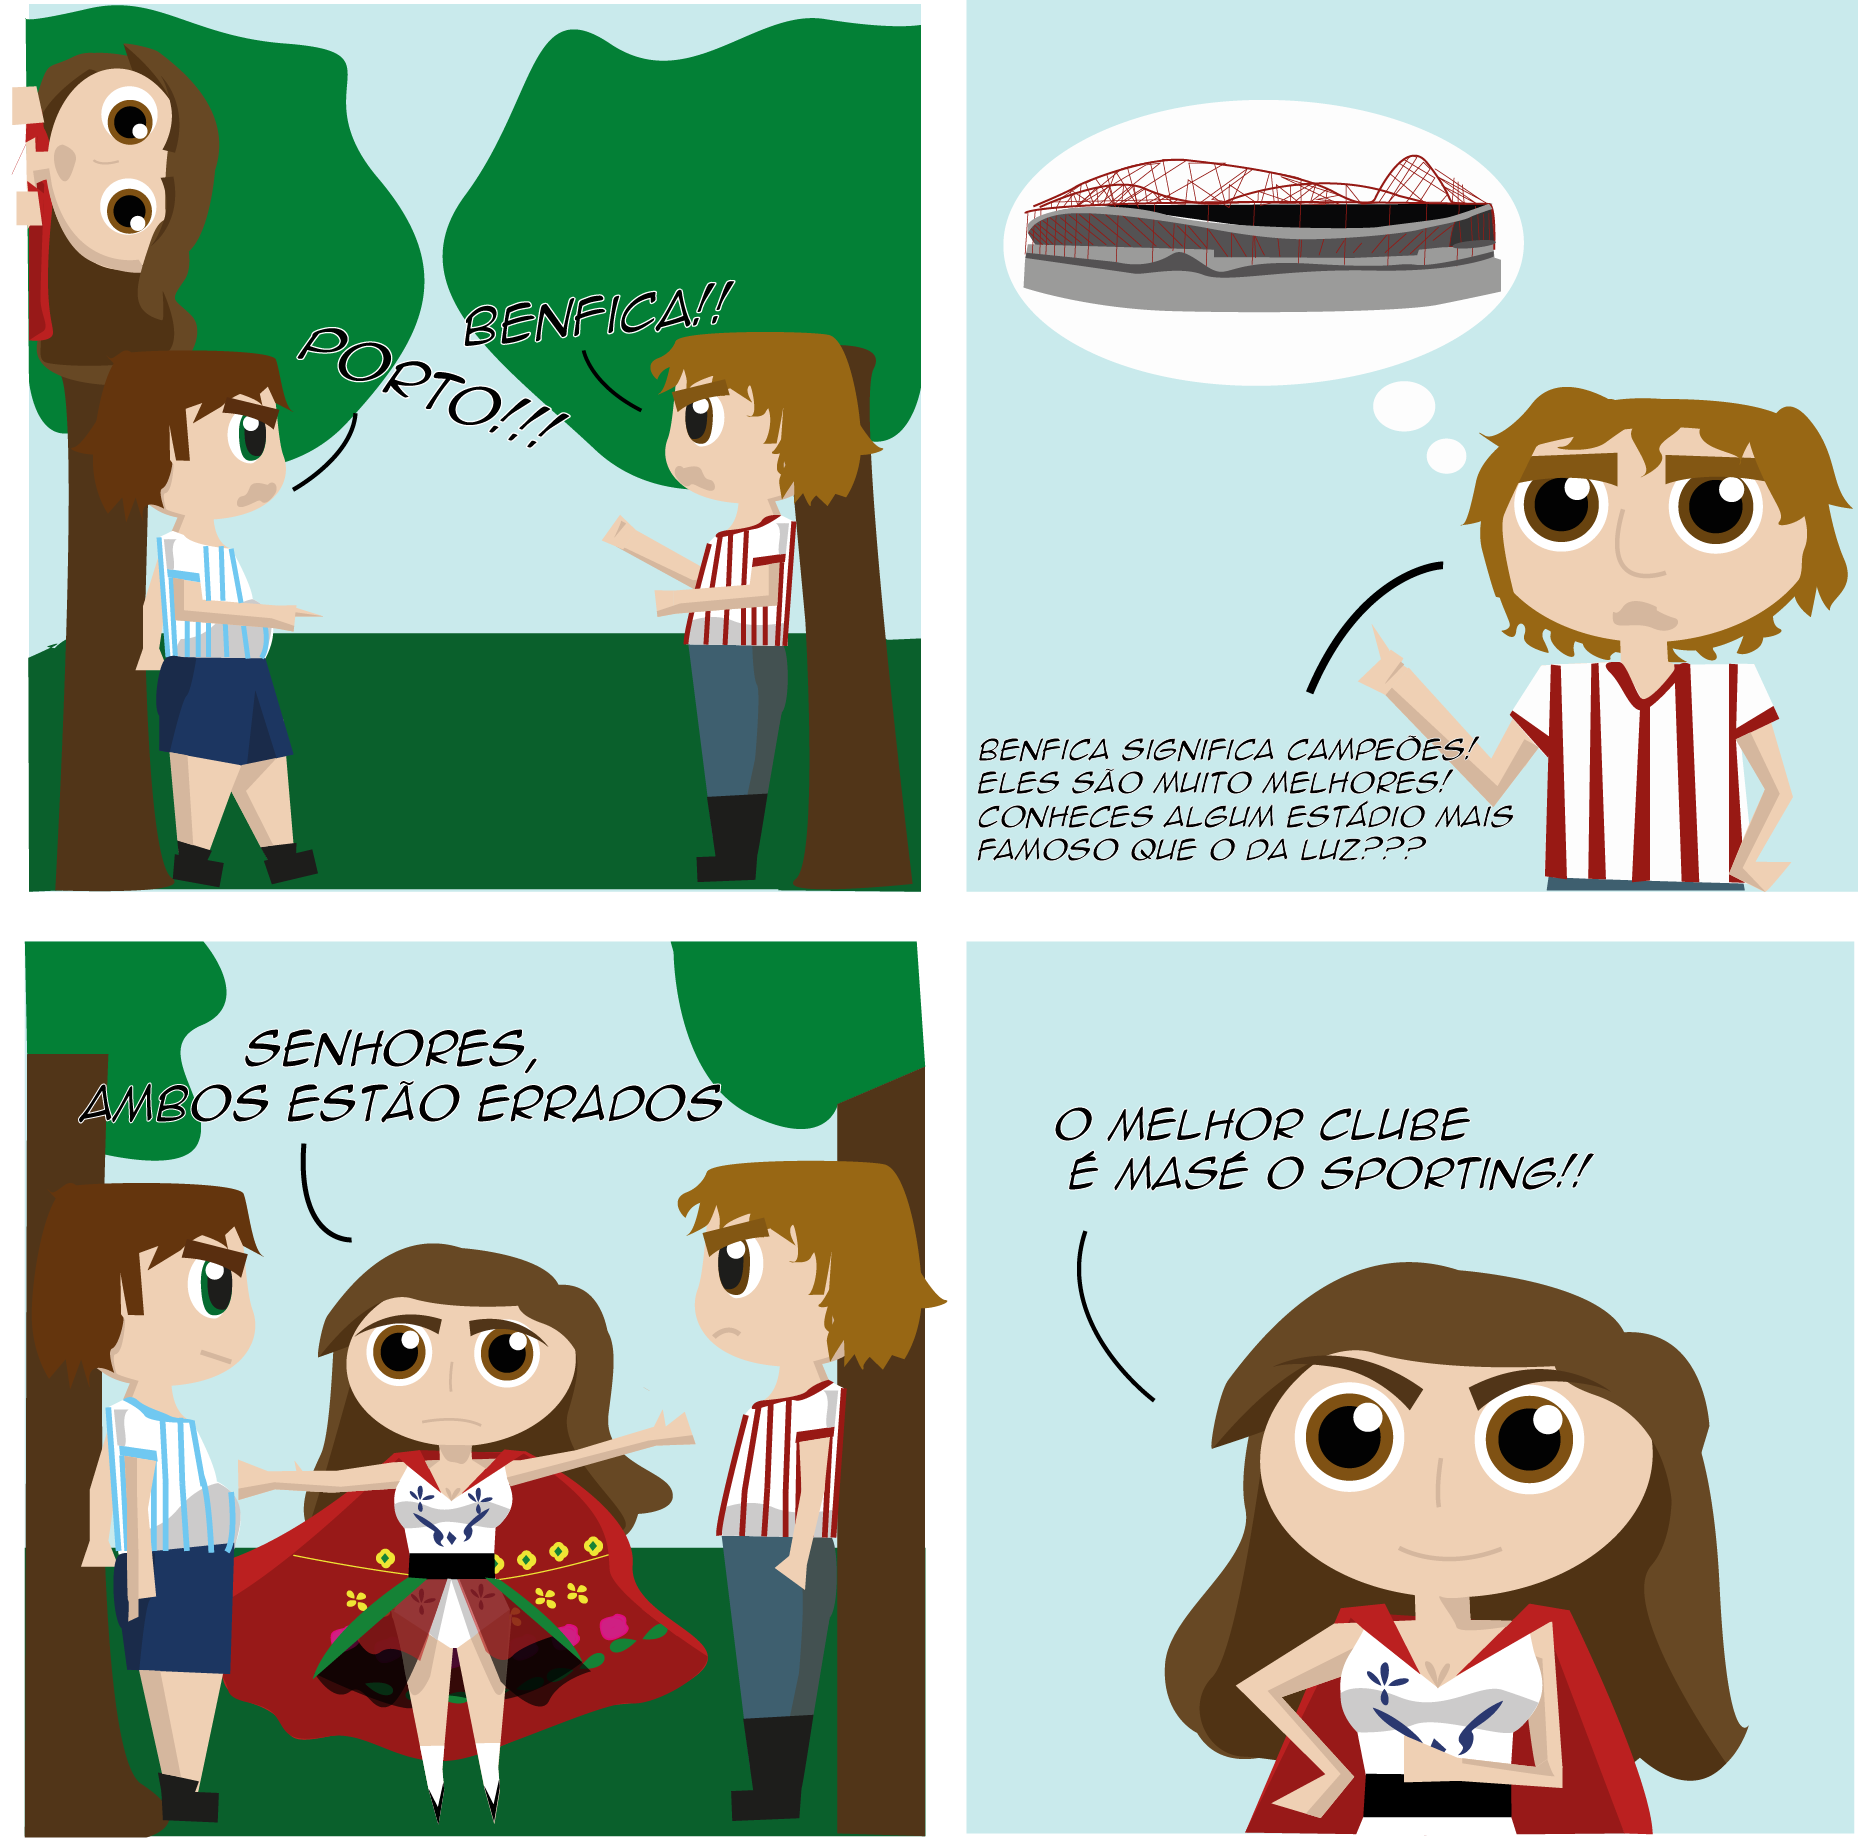 PORTO!!!
BENFICA!!
BENFICA SIGNIFICA CAMPEÕES!
ELES SÃO MUITO MELHORES!
CONHECES ALGUM ESTÁDIO MAIS
FAMOSO QUE O DA LUZ???
SENHORES,
AMBOS ESTÃO ERRADOS
O MELHOR CLUBE
É MASÉ O SPORTING!!